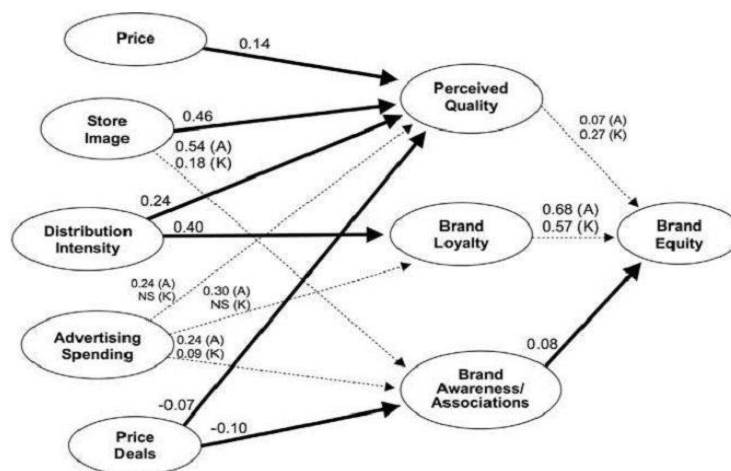 Price
0.14
Perceived
Quality
Store
Image
0.46
0.54 (A)
0.18 (K)
0.07 (A)
0.27 (K)
0.24
Distribution
Intensity
0.40
Brand
Loyalty
0.68 (A)
0.57 (K)
Brand
Equity
0.24 (A)
NS (K)
0.30 (A)
NS (K)
Advertising
Spending
0.24 (A)
0.09 (K)
0.08
Brand
Awareness/
Associations
-0.07
Price
Deals
-0.10